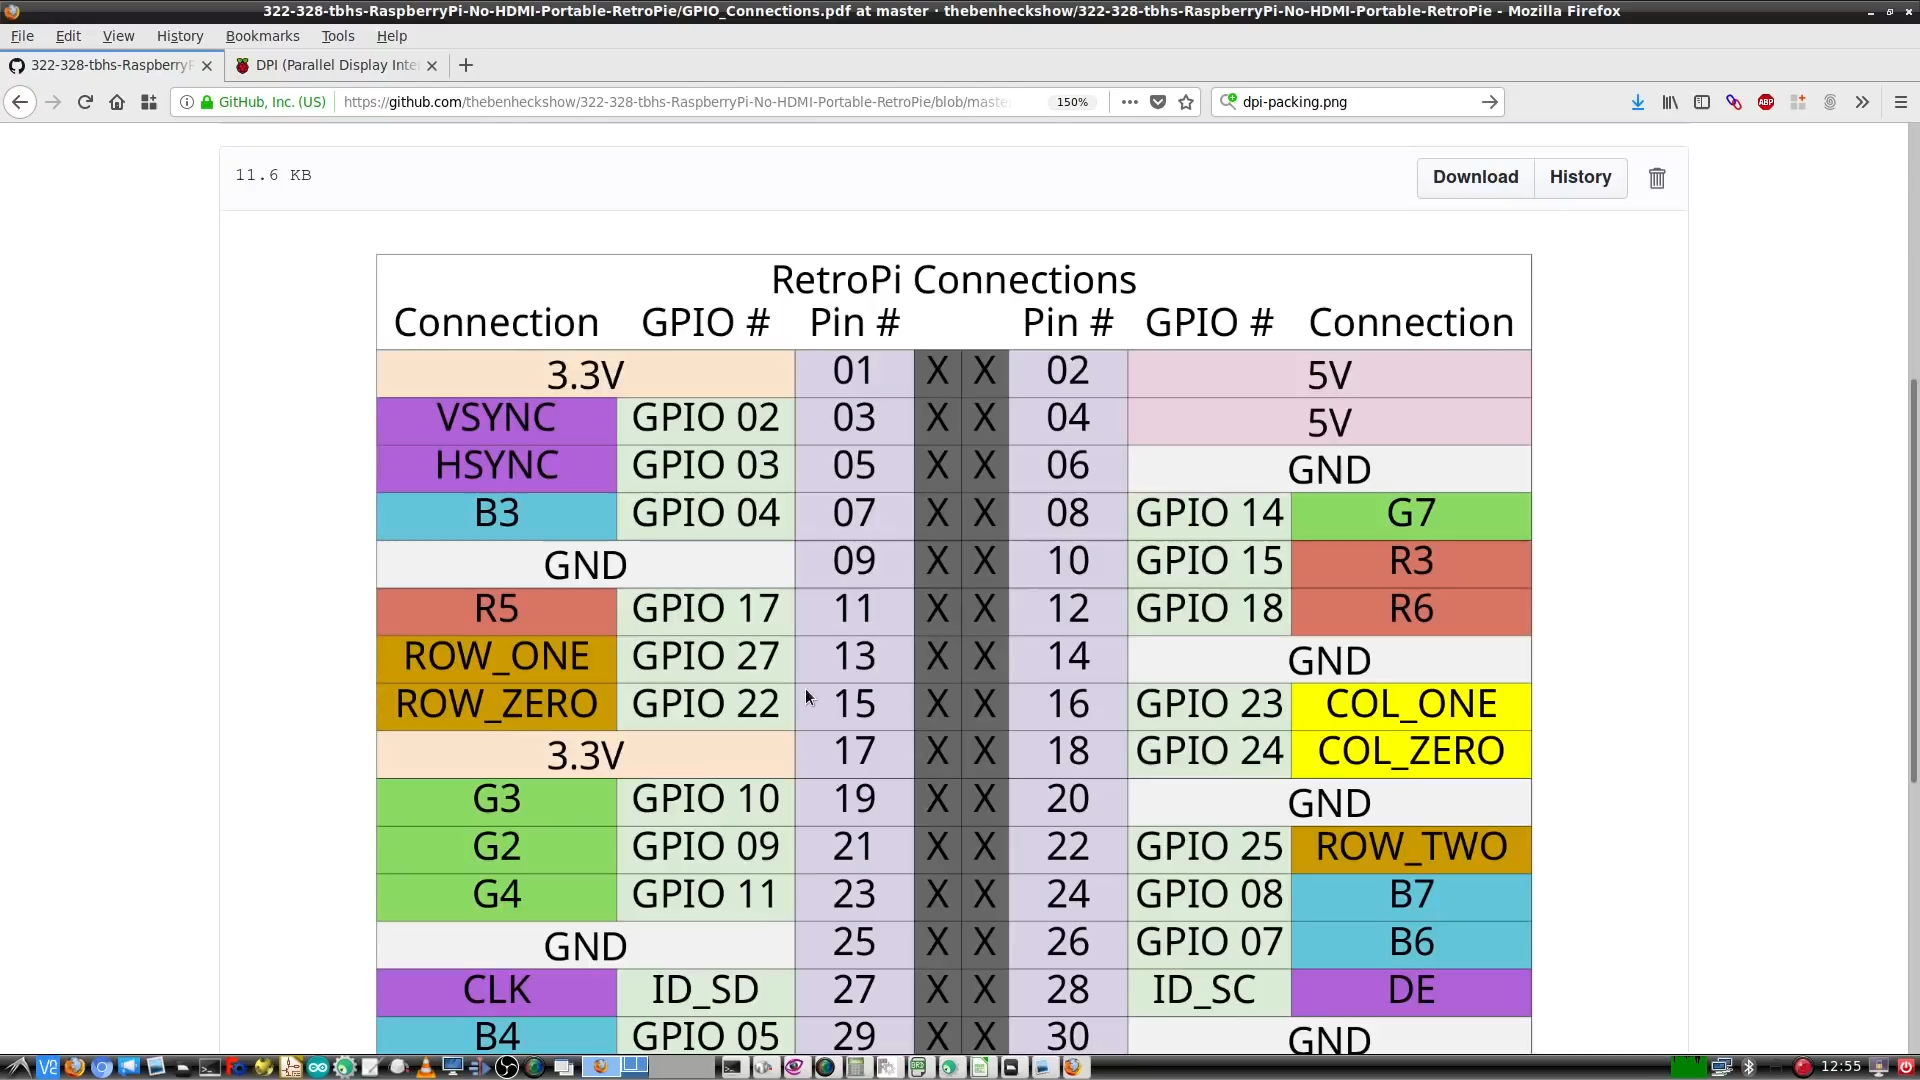 322-328-tbhs-RaspberryPi-No-HDMI-Portable-RetroPie/GPIO_Connections.pdf at master · thebenheckshow/322-328-tbhs-RaspberryPi-No-HDMI-Portable-RetroPie - Mozilla Firefox
File Edit View History Bookmarks Tools Help
322-328-tbhs-RaspberryP DPI (Parallel Display Inte
GitHub, Inc. (US) https://github.com/thebenheckshow/322-328-tbhs-RaspberryPi-No-HDMI-Portable-RetroPie/blob/maste 150% dpi-packing.png ABP
11.6 KB Download History
RetroPi Connections
Connection GPIO # Pin # Pin # GPIO # Connection
3.3V 01 X X 02 5V
VSYNC GPIO 02 03 X X 04 5V
HSYNC GPIO 03 05 X X 06 GND
B3 GPIO 04 07 X X 08 GPIO 14 G7
GND 09 X X 10 GPIO 15 R3
R5 GPIO 17 11 X X 12 GPIO 18 R6
ROW_ONE GPIO 27 13 X X 14 GND
ROW_ZERO GPIO 22 15 X X 16 GPIO 23 COL_ONE
3.3V 17 X X 18 GPIO 24 COL_ZERO
G3 GPIO 10 19 X X 20 GND
G2 GPIO 09 21 X X 22 GPIO 25 ROW_TWO
G4 GPIO 11 23 X X 24 GPIO 08 B7
GND 25 X X 26 GPIO 07 B6
CLK ID_SD 27 X X 28 ID_SC DE
B4 GPIO 05 29 X X 30 GND
12:55